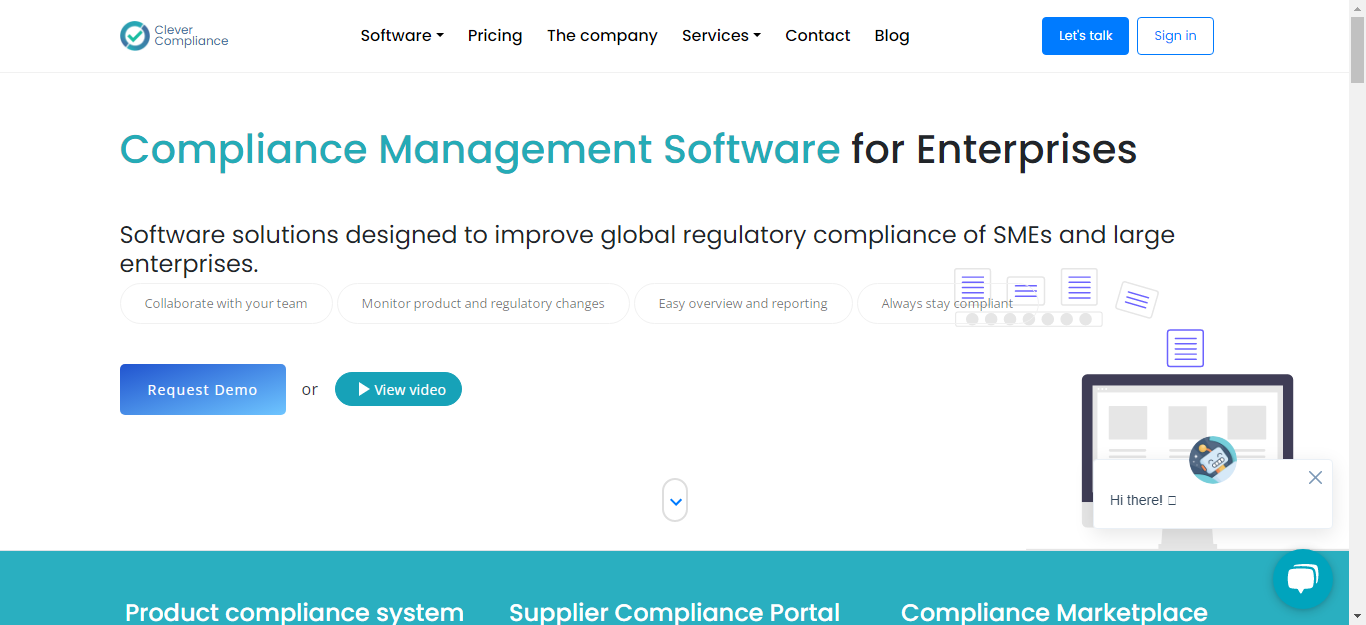 Clever
Compliance
Software
Pricing
The company
Services
Contact
Blog
Let's talk
Sign in
Compliance Management Software for Enterprises
Software solutions designed to improve global regulatory compliance of SMEs and large
enterprises.
Collaborate with your team
Monitor product and regulatory changes
Easy overview and reporting
Always stay compliant
Request Demo
or
View video
Hi there!
Product compliance system
Supplier Compliance Portal
Compliance Marketplace